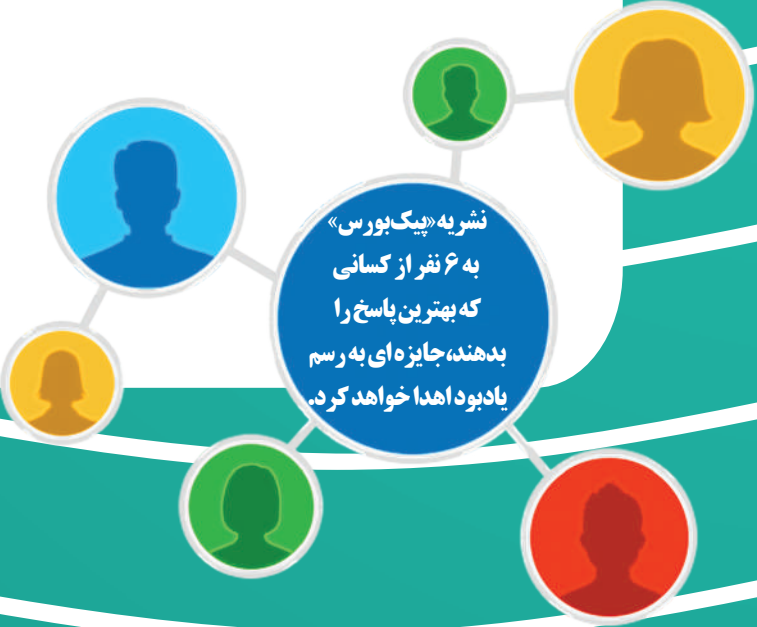 نشریه«پیک‌بورس»
به ۶ نفر از کسانی
که بهترین پاسخ را
بدهند،جایزه ای به رسم
یادبود اهدا خواهد کرد.